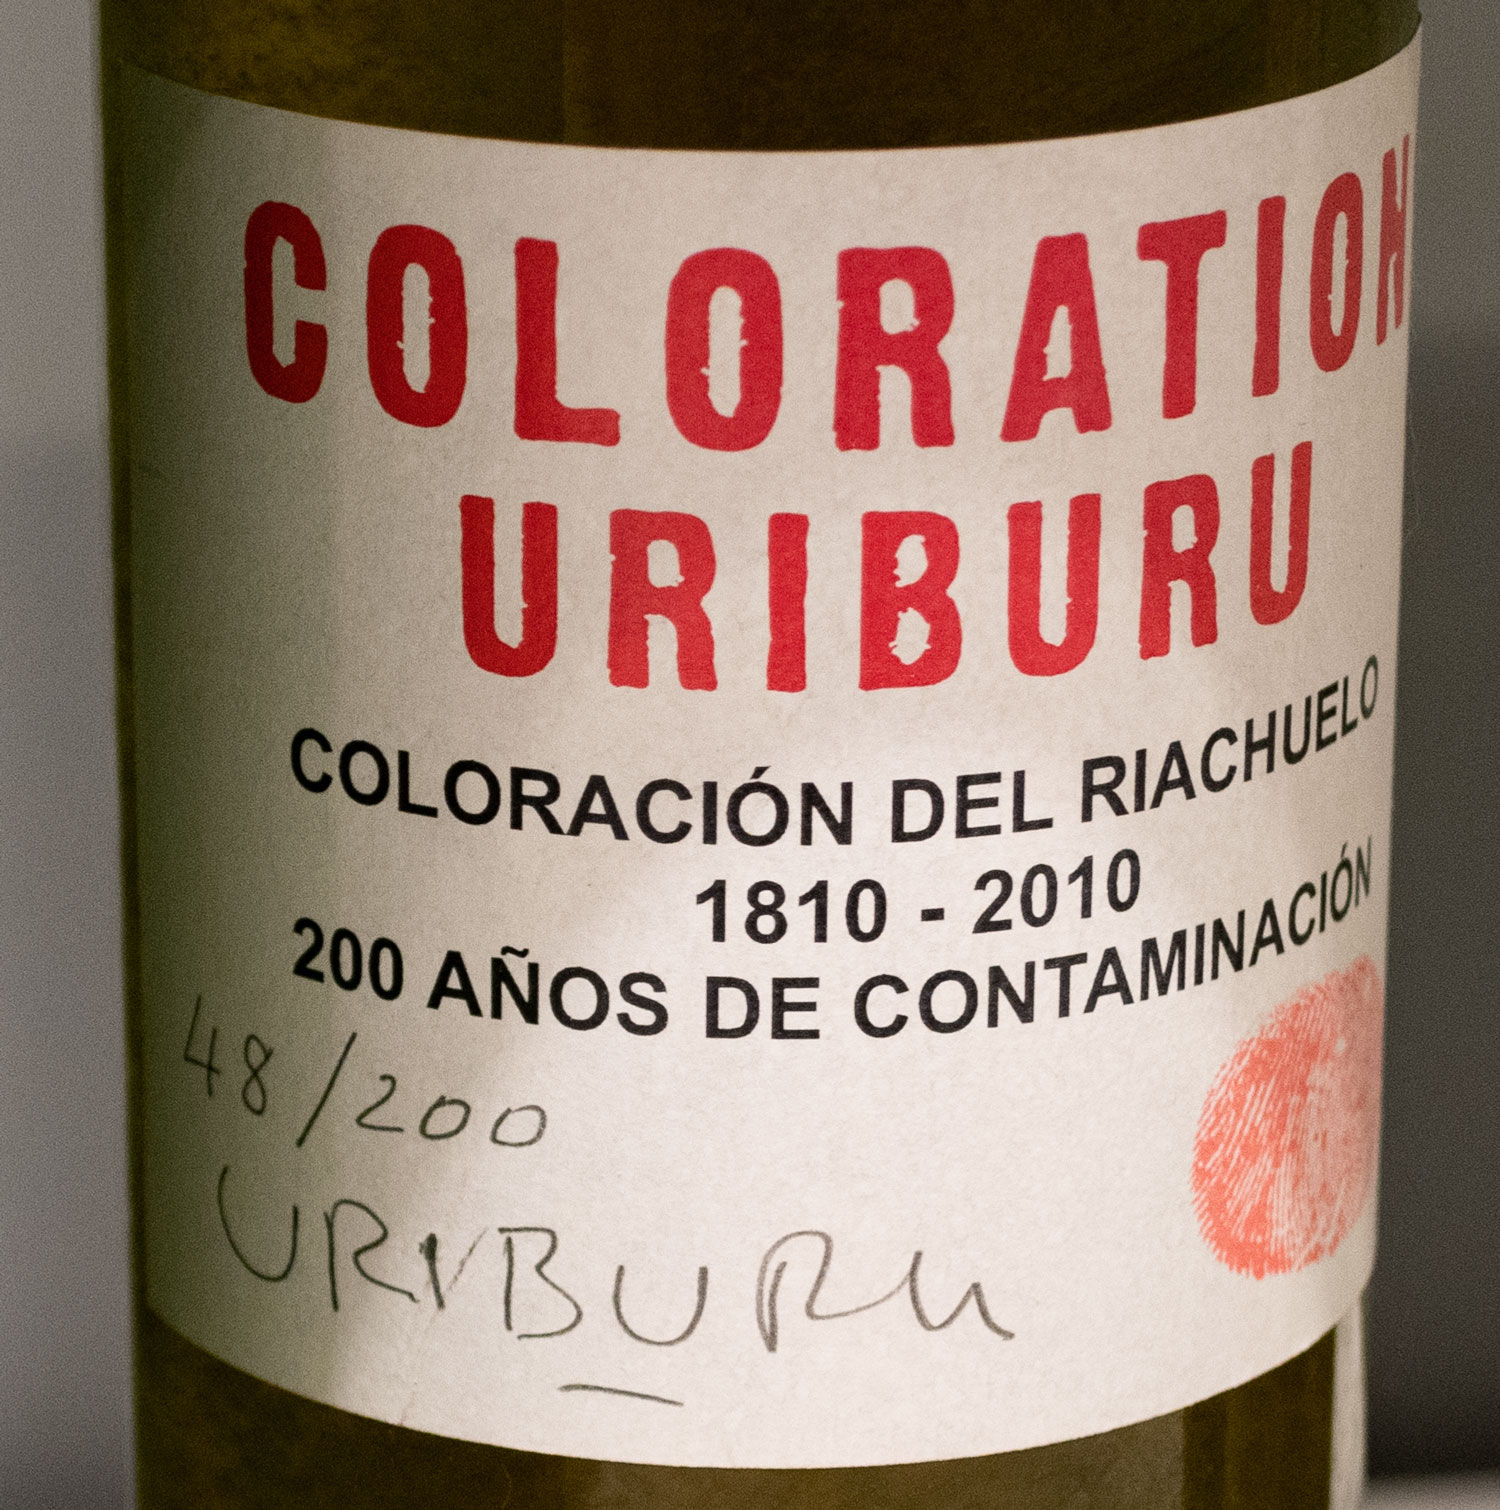 COLORATION
URIBURU
COLORACIÓN DEL RIACHUELO
1810 - 2010
200 AÑOS DE CONTAMINACIÓN
48/200
URIBURU